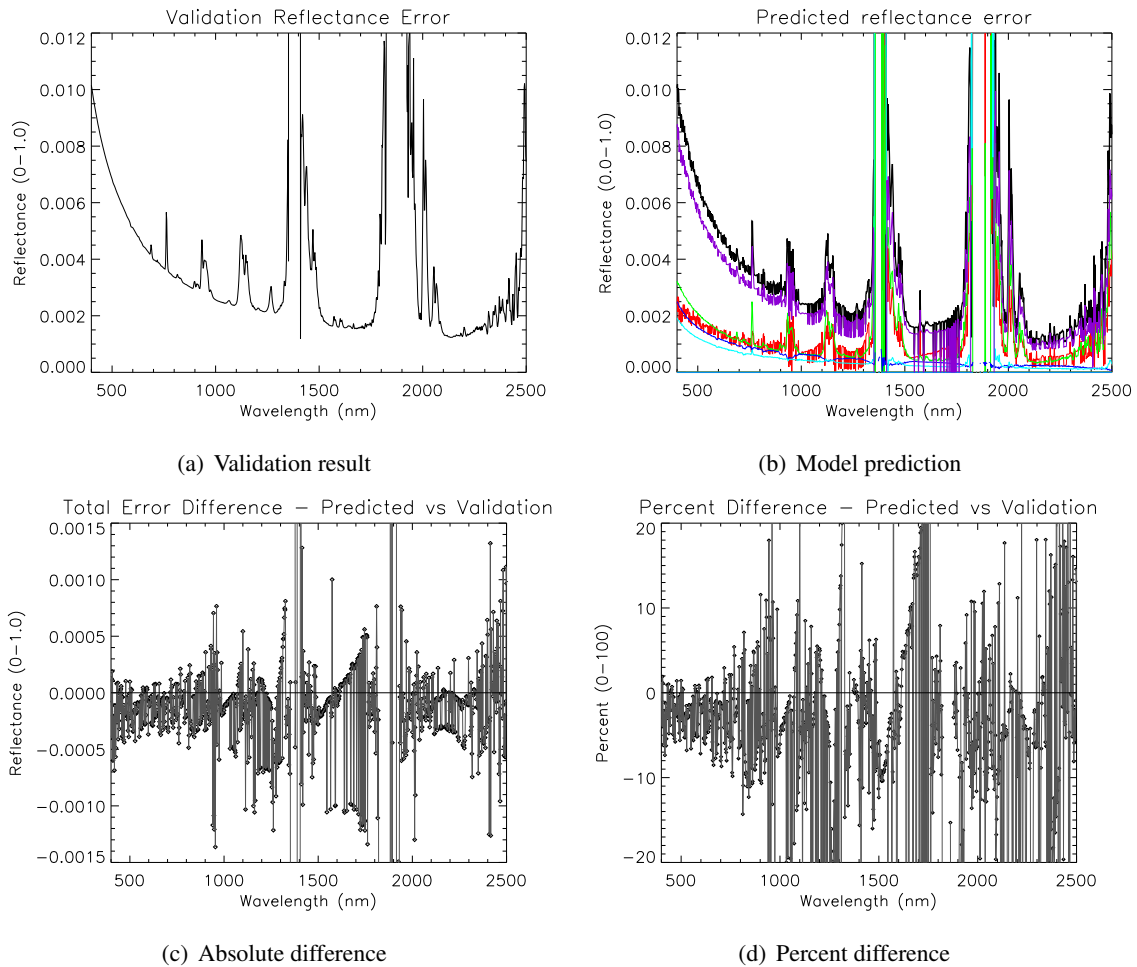 Validation Reflectance Error
0.012
0.010
0.008
0.006
0.004
0.002
0.000
Reflectance (0−1.0)
500 1000 1500 2000 2500
Wavelength (nm)
(a) Validation result
Predicted reflectance error
0.012
0.010
0.008
0.006
0.004
0.002
0.000
Reflectance (0.0−1.0)
500 1000 1500 2000 2500
Wavelength (nm)
(b) Model prediction
Total Error Difference − Predicted vs Validation
0.0015
0.0010
0.0005
0.0000
−0.0005
−0.0010
−0.0015
Reflectance (0−1.0)
500 1000 1500 2000 2500
Wavelength (nm)
(c) Absolute difference
Percent Difference − Predicted vs Validation
20
10
0
−10
−20
Percent (0−100)
500 1000 1500 2000 2500
Wavelength (nm)
(d) Percent difference